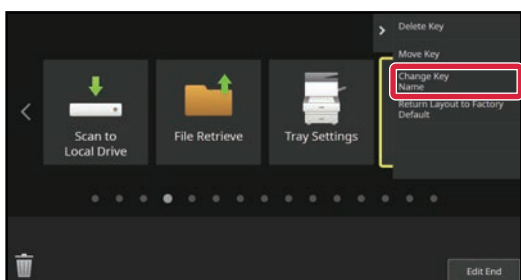 Delete Key
Move Key
Change Key
Name
Return Layout to Factory
Default
Scan to
Local Drive
File Retrieve
Tray Settings
Edit End